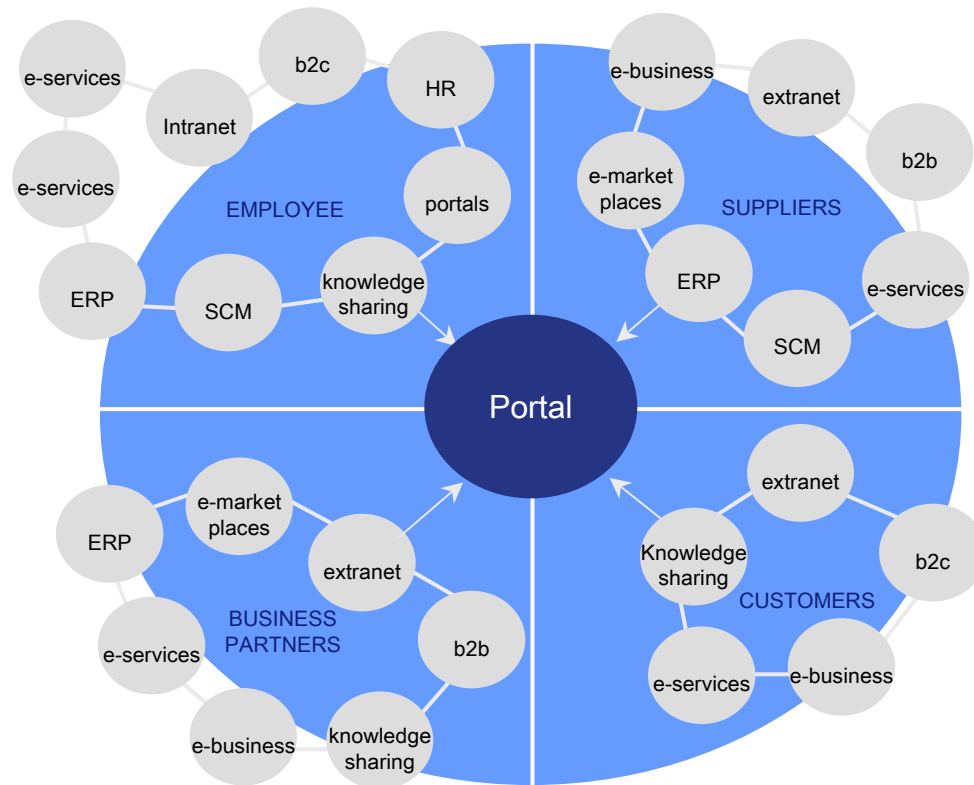 e-services
b2c
HR
Intranet
e-services
EMPLOYEE
portals
ERP
SCM
knowledge
sharing
e-business
extranet
b2b
e-market
places
SUPPLIERS
ERP
e-services
SCM
Portal
ERP
e-market
places
extranet
BUSINESS
PARTNERS
b2b
e-services
e-business
knowledge
sharing
extranet
Knowledge
sharing
b2c
CUSTOMERS
e-services
e-business